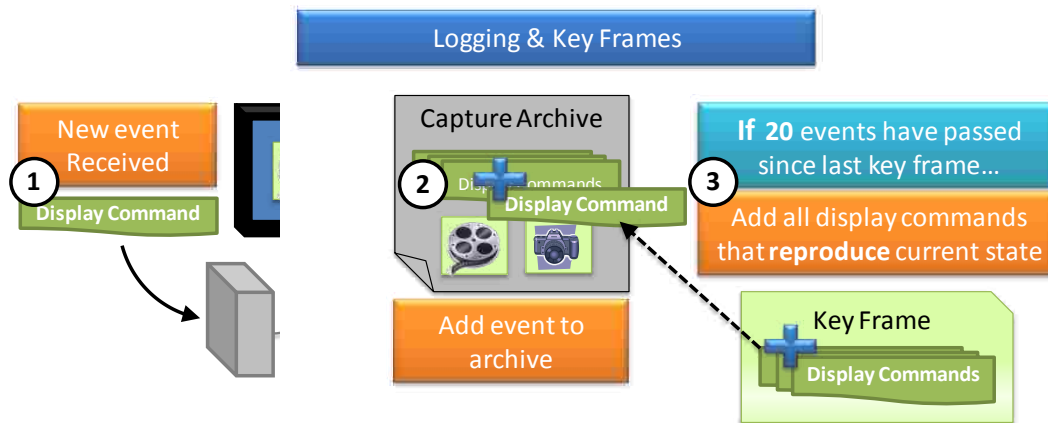 Logging & Key Frames
New event
Received
1
Display Command
Capture Archive
2
Display Commands
Display Command
Add event to
archive
3
If 20 events have passed
since last key frame…
Add all display commands
that reproduce current state
Key Frame
Display Commands